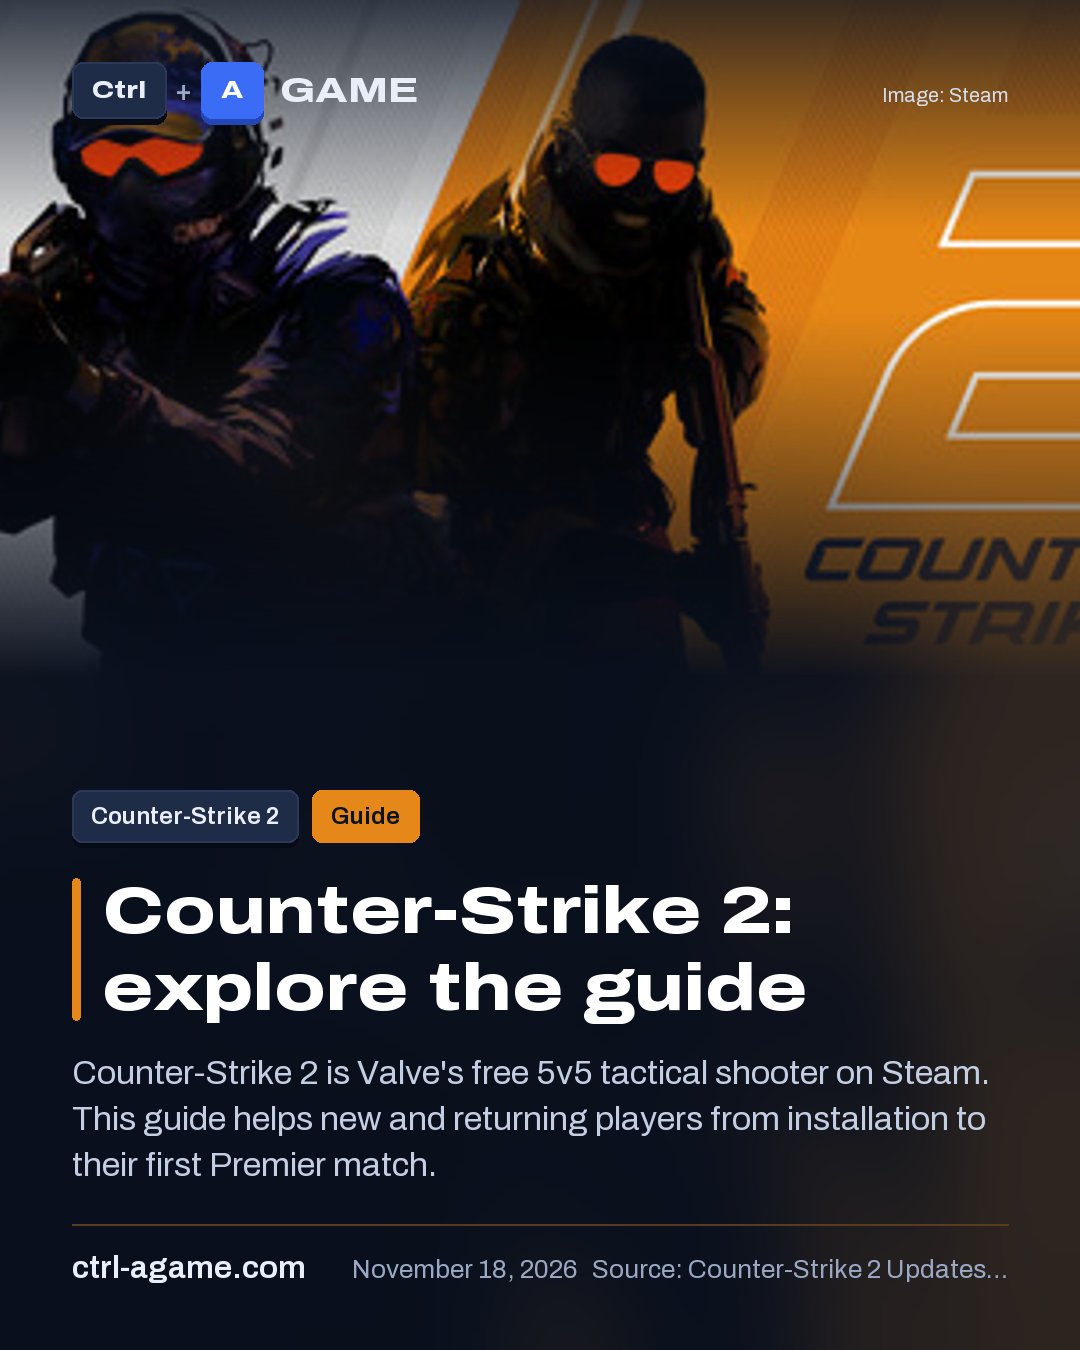 Ctrl + A GAME
Image: Steam
2
COUNT
STRIK
Counter-Strike 2
Guide
Counter-Strike 2:
explore the guide
Counter-Strike 2 is Valve's free 5v5 tactical shooter on Steam.
This guide helps new and returning players from installation to
their first Premier match.
ctrl-agame.com
November 18, 2026 Source: Counter-Strike 2 Updates...